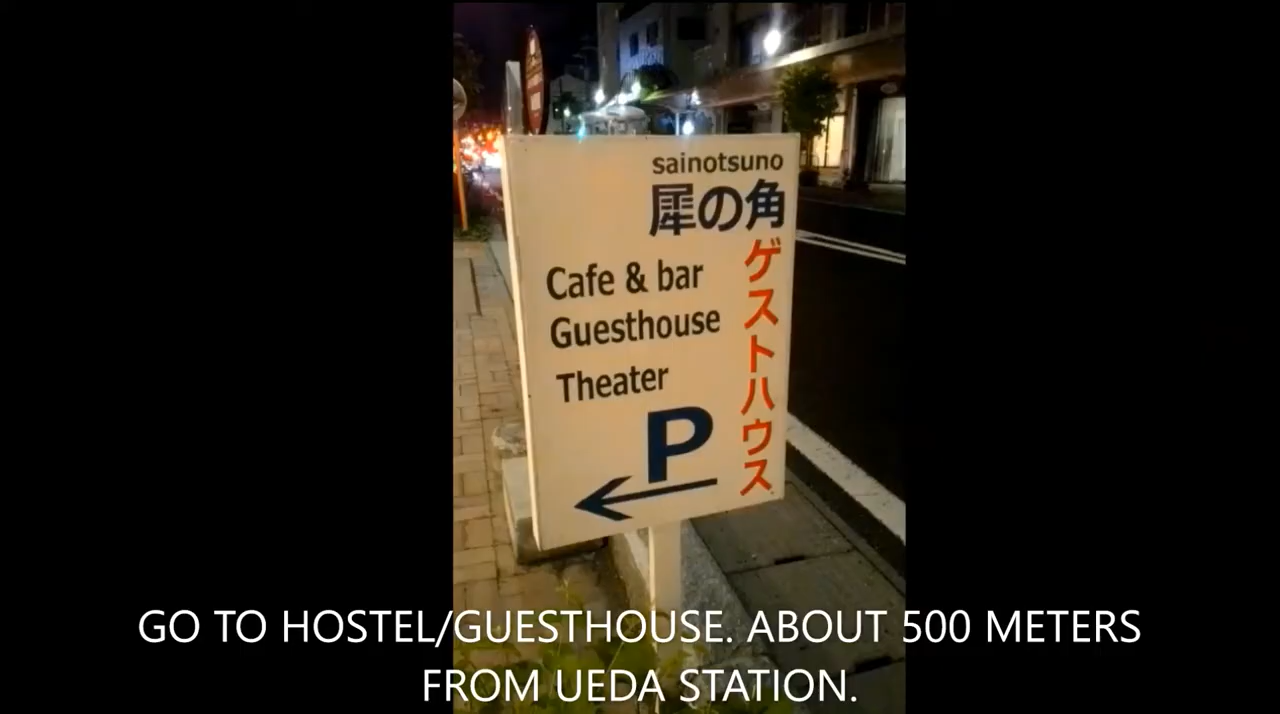 sainotsuno
犀の角
ゲストハウス
Cafe & bar
Guesthouse
Theater
P
GO TO HOSTEL/GUESTHOUSE. ABOUT 500 METERS
FROM UEDA STATION.